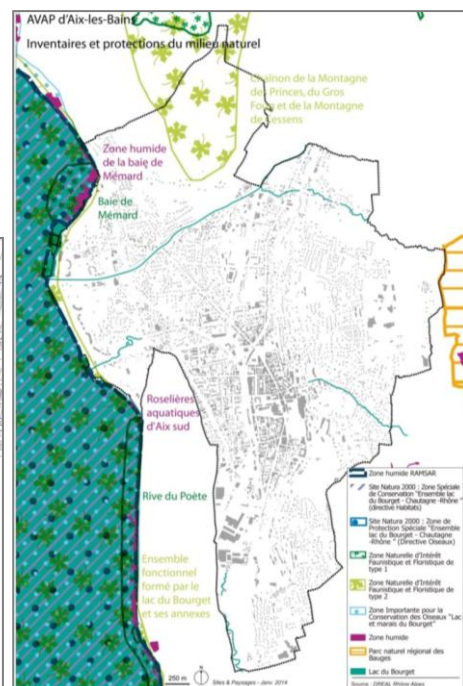 AVAP d'Aix-les-Bains
Inventaires et protections du milieu naturel
Chaînon de la Montagne
des Princes, du Gros
Foug et de la Montagne
de Cessens
Zone humide
de la baie de
Mémard
Baie de
Mémard
Roselières
aquatiques
d'Aix sud
Rive du Poète
Ensemble
fonctionnel
formé par le
lac du Bourget
et ses annexes
Zone humide RAMSAR
Site Natura 2000 : Zone Spéciale
de Conservation "Ensemble lac
du Bourget - Chautagne -Rhône "
(directive Habitats)
Site Natura 2000 : Zone de
Protection Spéciale "Ensemble
lac du Bourget - Chautagne
-Rhône " (Directive Oiseaux)
Zone Naturelle d'Intérêt
Faunistique et Floristique de
type 1
Zone Naturelle d'Intérêt
Faunistique et Floristique de
type 2
Zone Importante pour la
Conservation des Oiseaux "Lac
et marais du Bourget"
Zone humide
Parc naturel régional des
Bauges
Lac du Bourget
Source : DREAL Rhône Alpes
250 m
Sites & Paysages - Janv. 2014